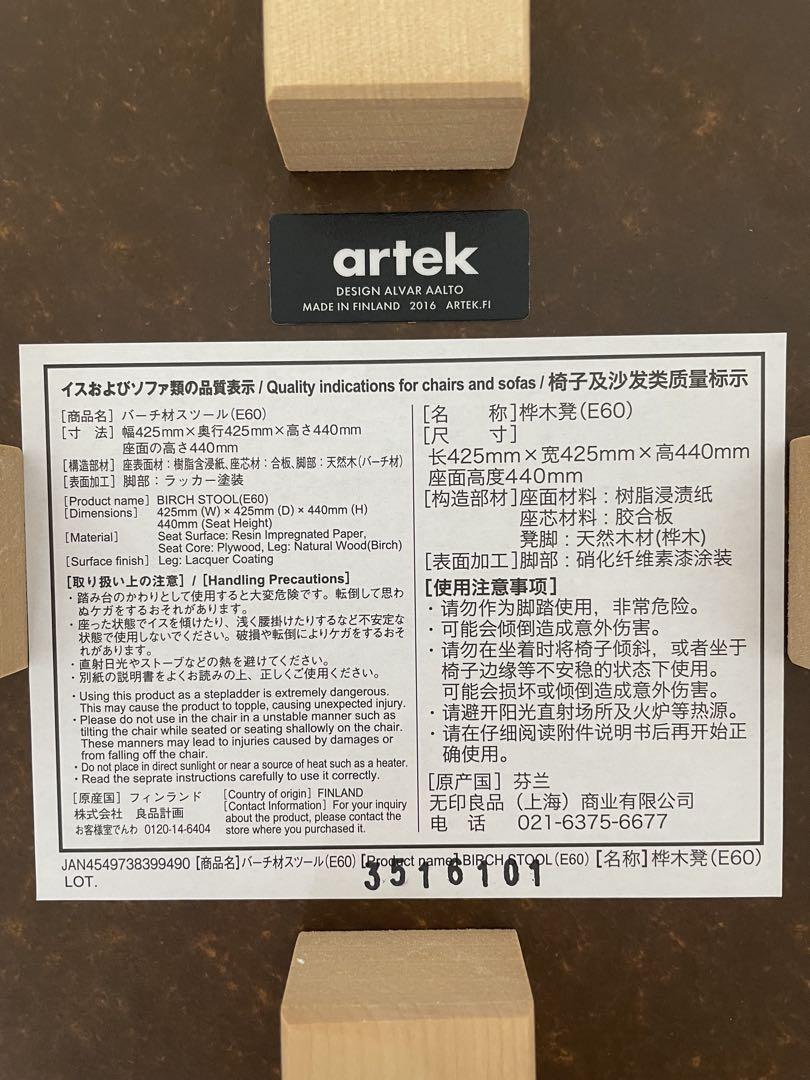 artek
DESIGN ALVAR AALTO
MADE IN FINLAND 2016 ARTEK.FI
イスおよびソファ類の品質表示 / Quality indications for chairs and sofas / 椅子及沙发类质量标示
[商品名] バーチ材スツール(E60)
[寸 法] 幅425mm×奥行425mm×高さ440mm
座面の高さ440mm
[構造部材] 座表面材:樹脂含浸紙、座芯材:合板、脚部:天然木(バーチ材)
[表面加工] 脚部:ラッカー塗装
[Product name] BIRCH STOOL(E60)
[Dimensions] 425mm (W) × 425mm (D) × 440mm (H)
440mm (Seat Height)
[Material] Seat Surface: Resin Impregnated Paper,
Seat Core: Plywood, Leg: Natural Wood(Birch)
[Surface finish] Leg: Lacquer Coating
[取り扱い上の注意] / [Handling Precautions]
・踏み台のかわりとして使用すると大変危険です。転倒して思わ
ぬケガをするおそれがあります。
・座った状態でイスを傾けたり、浅く腰掛けたりするなど不安定な
状態で使用しないでください。破損や転倒によりケガをするおそ
れがあります。
・直射日光やストーブなどの熱を避けてください。
・別紙の説明書をよくお読みの上、正しくご使用ください。
・Using this product as a stepladder is extremely dangerous.
This may cause the product to topple, causing unexpected injury.
・Please do not use in the chair in a unstable manner such as
tilting the chair while seated or seating shallowly on the chair.
These manners may lead to injuries caused by damages or
from falling off the chair.
・Do not place in direct sunlight or near a source of heat such as a heater.
・Read the seprate instructions carefully to use it correctly.
[原産国] フィンランド
株式会社 良品計画
お客様室でんわ 0120-14-6404
[Country of origin] FINLAND
[Contact Information] For your inquiry
about the product, please contact the
store where you purchased it.
[名 称]桦木凳(E60)
[尺 寸]
长425mm×宽425mm×高440mm
座面高度440mm
[构造部材]座面材料:树脂浸渍纸
座芯材料:胶合板
凳脚:天然木材(桦木)
[表面加工]脚部:硝化纤维素漆涂装
[使用注意事项]
・请勿作为脚踏使用，非常危险。
・可能会倾倒造成意外伤害。
・请勿在坐着时将椅子倾斜，或者坐于
椅子边缘等不安稳的状态下使用。
可能会损坏或倾倒造成意外伤害。
・请避开阳光直射场所及火炉等热源。
・请在仔细阅读附件说明书后再开始正
确使用。
[原产国] 芬兰
无印良品（上海）商业有限公司
电 话 021-6375-6677
JAN4549738399490 [商品名]バーチ材スツール(E60) [Product name] BIRCH STOOL(E60) [名称]桦木凳(E60)
LOT. 3516101